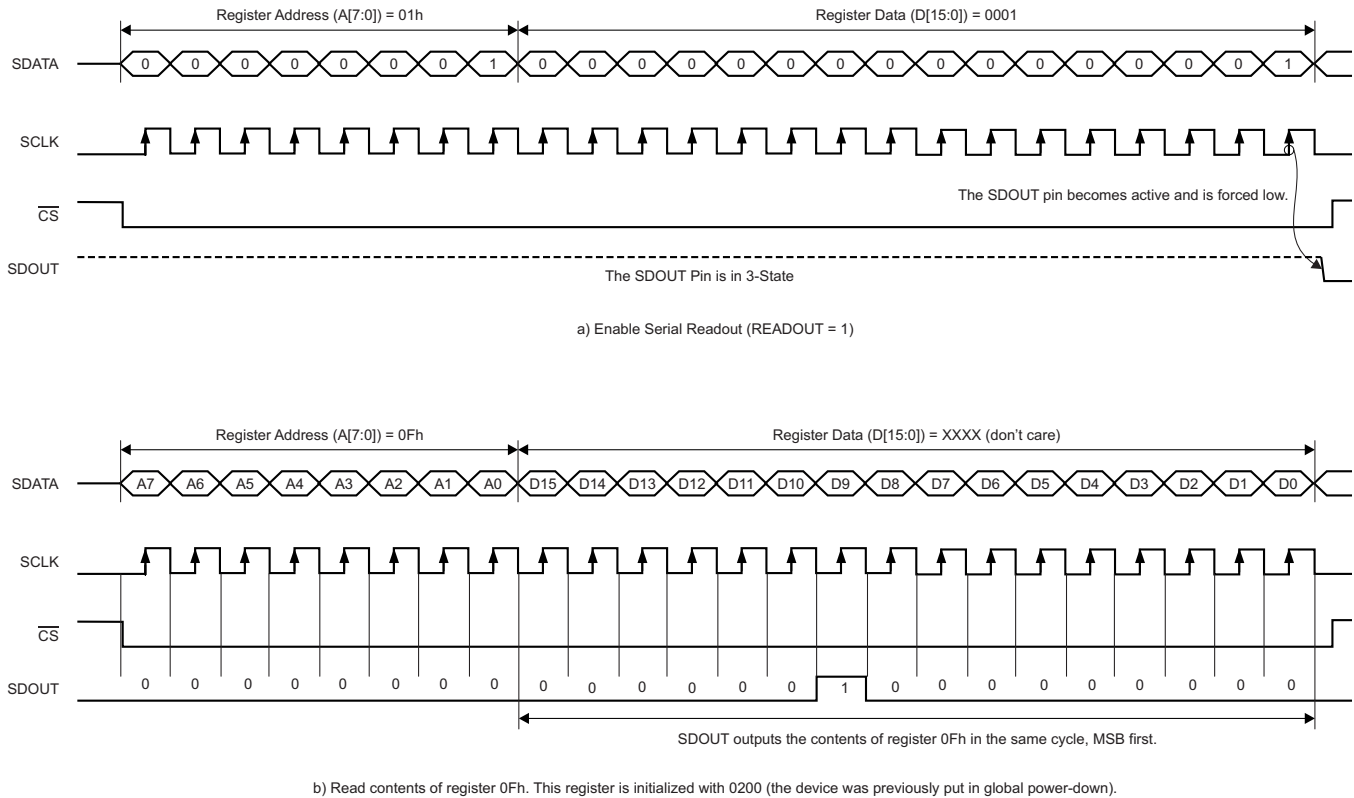 Register Address (A[7:0]) = 01h Register Data (D[15:0]) = 0001
SDATA 0 0 0 0 0 0 0 1 0 0 0 0 0 0 0 0 0 0 0 0 0 0 0 1
SCLK
The SDOUT pin becomes active and is forced low.
CS
SDOUT
The SDOUT Pin is in 3-State
a) Enable Serial Readout (READOUT = 1)
Register Address (A[7:0]) = 0Fh Register Data (D[15:0]) = XXXX (don't care)
SDATA A7 A6 A5 A4 A3 A2 A1 A0 D15 D14 D13 D12 D11 D10 D9 D8 D7 D6 D5 D4 D3 D2 D1 D0
SCLK
CS
SDOUT 0 0 0 0 0 0 0 0 0 0 0 0 0 0 1 0 0 0 0 0 0 0 0 0
SDOUT outputs the contents of register 0Fh in the same cycle, MSB first.
b) Read contents of register 0Fh. This register is initialized with 0200 (the device was previously put in global power-down).